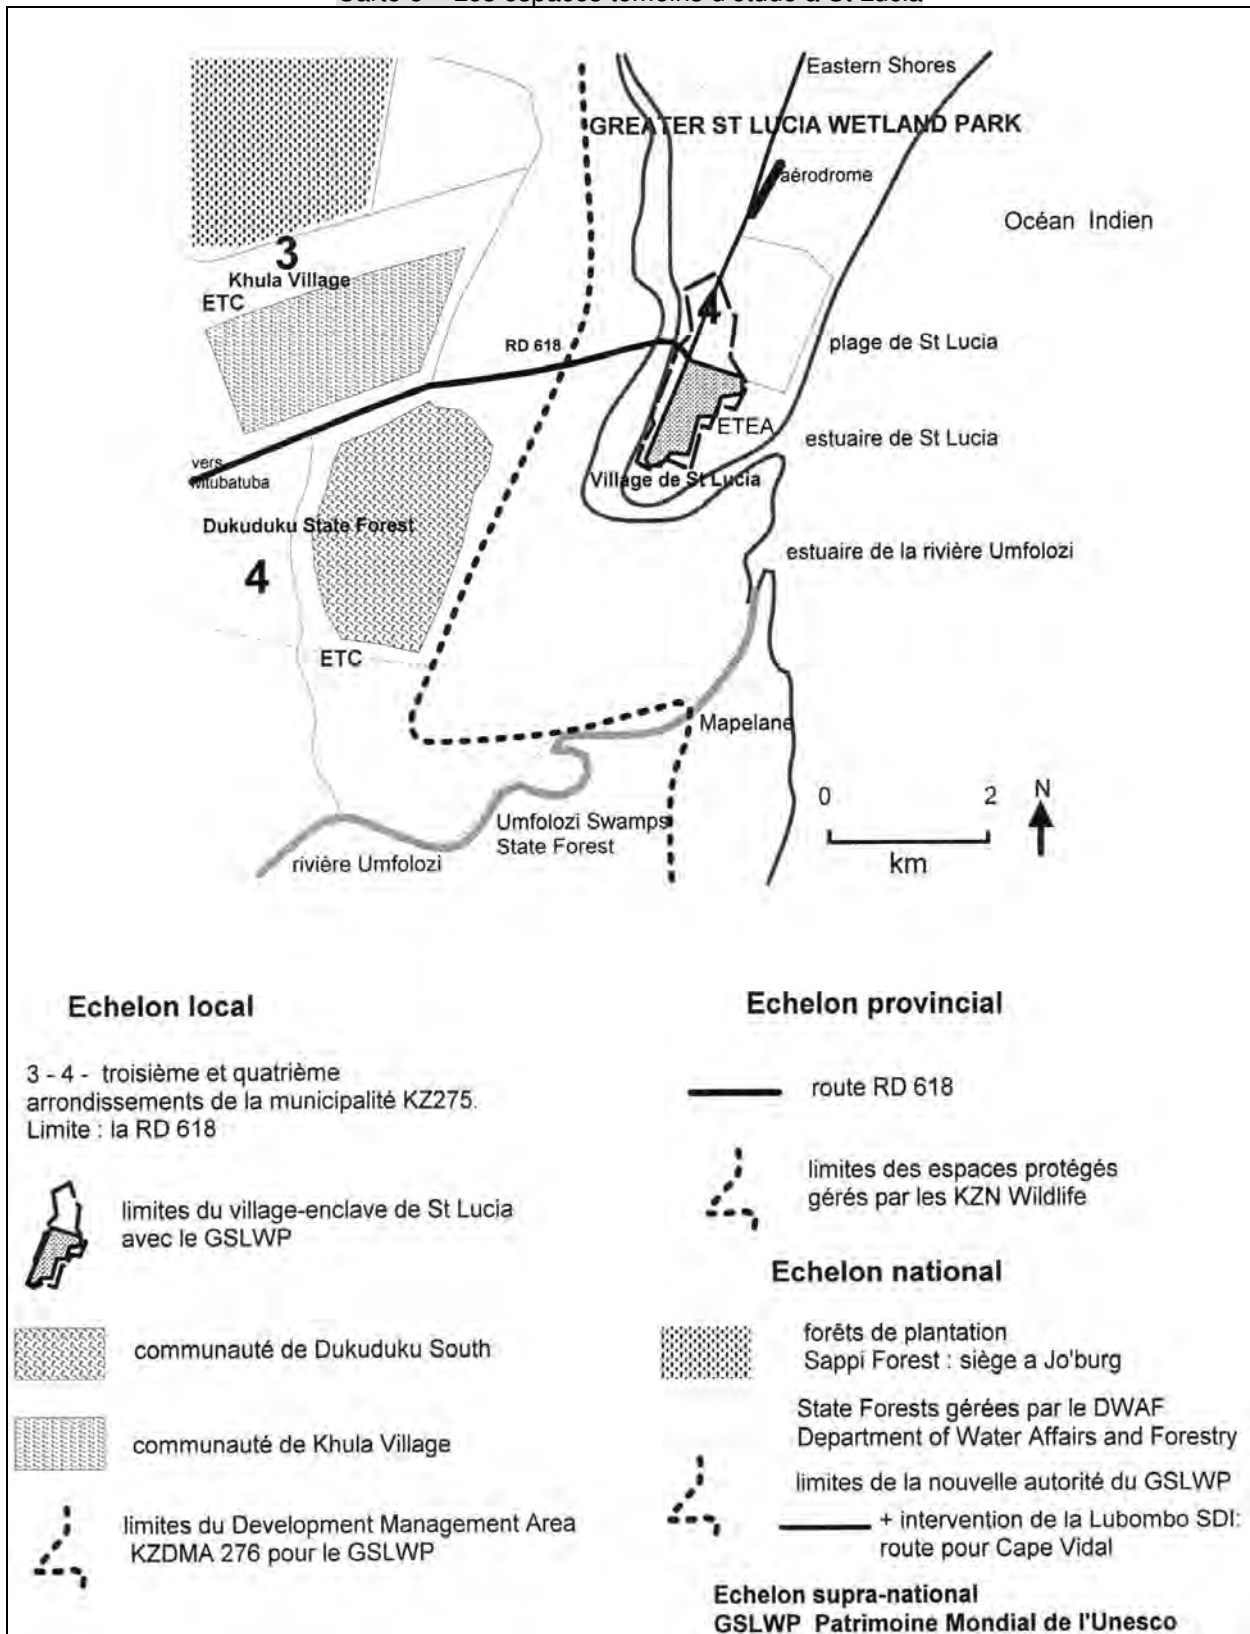 Eastern Shores
GREATER ST LUCIA WETLAND PARK
aérodrome
Océan Indien
3
Khula Village
ETC
4
RD 618
plage de St Lucia
ETEA
estuaire de St Lucia
vers
Mtubatuba
Village de St Lucia
Dukuduku State Forest
estuaire de la rivière Umfolozi
4
ETC
Mapelane
0 2 N
km
Umfolozi Swamps
State Forest
rivière Umfolozi
Echelon local
3 - 4 - troisième et quatrième
arrondissements de la municipalité KZ275.
Limite : la RD 618
limites du village-enclave de St Lucia
avec le GSLWP
communauté de Dukuduku South
communauté de Khula Village
limites du Development Management Area
KZDMA 276 pour le GSLWP
Echelon provincial
route RD 618
limites des espaces protégés
gérés par les KZN Wildlife
Echelon national
forêts de plantation
Sappi Forest : siège a Jo'burg
State Forests gérées par le DWAF
Department of Water Affairs and Forestry
limites de la nouvelle autorité du GSLWP
+ intervention de la Lubombo SDI:
route pour Cape Vidal
Echelon supra-national
GSLWP Patrimoine Mondial de l'Unesco